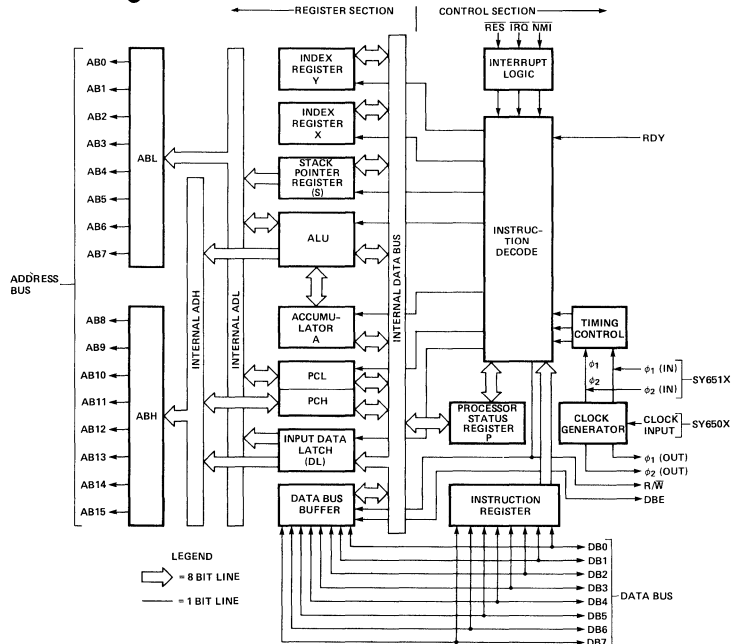 REGISTER SECTION
CONTROL SECTION
RES IRQ NMI
INTERRUPT
LOGIC
RDY
INDEX
REGISTER
Y
INDEX
REGISTER
X
STACK
POINTER
REGISTER
(S)
ALU
ACCUMU-
LATOR
A
PCL
PCH
INPUT DATA
LATCH
(DL)
DATA BUS
BUFFER
INTERNAL ADH
INTERNAL ADL
INTERNAL DATA BUS
INSTRUC-
TION
DECODE
TIMING
CONTROL
ϕ1
ϕ2
ϕ1 (IN)
ϕ2 (IN)
SY651X
CLOCK
GENERATOR
CLOCK
INPUT
SY650X
ϕ1 (OUT)
ϕ2 (OUT)
R/W
DBE
PROCESSOR
STATUS
REGISTER
P
INSTRUCTION
REGISTER
ADDRESS
BUS
AB0
AB1
AB2
AB3
AB4
AB5
AB6
AB7
ABL
AB8
AB9
AB10
AB11
AB12
AB13
AB14
AB15
ABH
LEGEND
= 8 BIT LINE
= 1 BIT LINE
DB0
DB1
DB2
DB3
DB4
DB5
DB6
DB7
DATA BUS